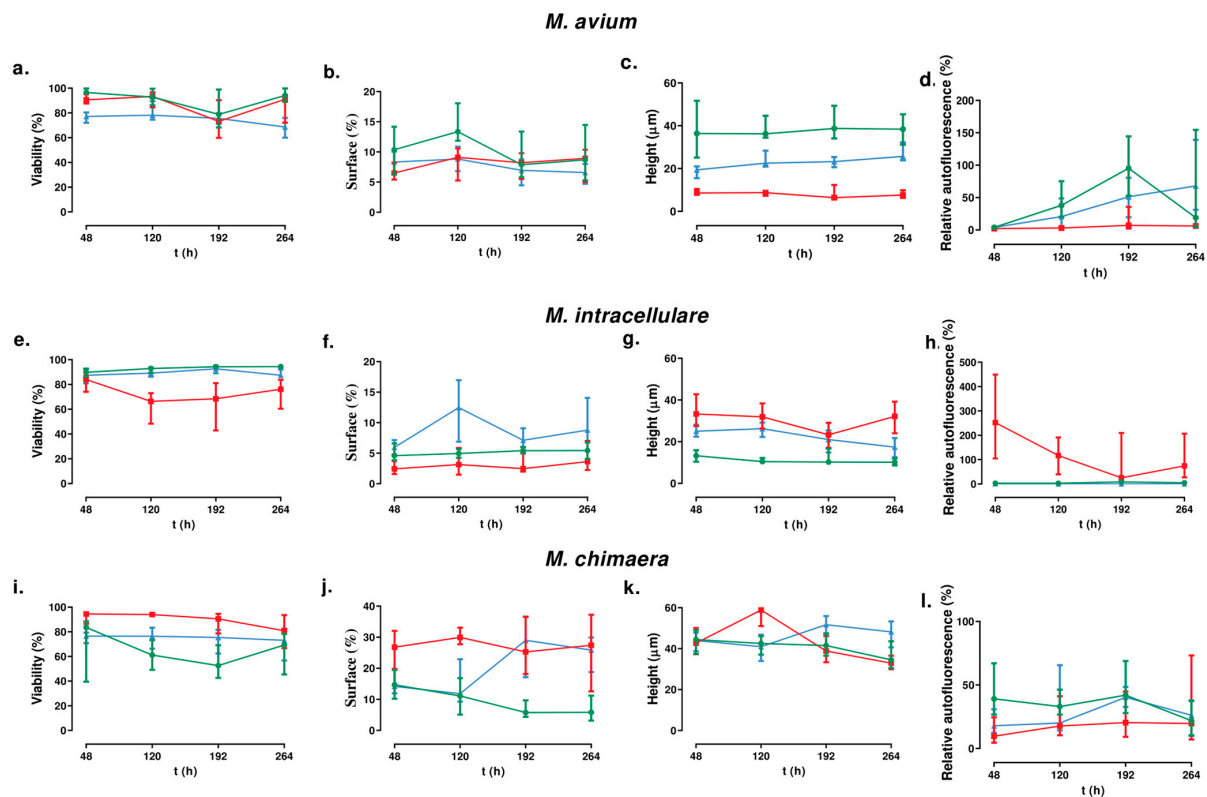 M. avium
a.
Viability (%)
100
80
60
40
20
0
48 120 192 264
t (h)
b.
Surface (%)
20
15
10
5
0
48 120 192 264
t (h)
c.
Height (μm)
60
40
20
0
48 120 192 264
t (h)
d.
Relative autofluorescence (%)
200
150
100
50
0
48 120 192 264
t (h)
M. intracellulare
e.
Viability (%)
100
80
60
40
20
0
48 120 192 264
t (h)
f.
Surface (%)
20
15
10
5
0
48 120 192 264
t (h)
g.
Height (μm)
60
40
20
0
48 120 192 264
t (h)
h.
Relative autofluorescence (%)
500
400
300
200
100
0
48 120 192 264
t (h)
M. chimaera
i.
Viability (%)
100
80
60
40
20
0
48 120 192 264
t (h)
j.
Surface (%)
40
30
20
10
0
48 120 192 264
t (h)
k.
Height (μm)
60
40
20
0
48 120 192 264
t (h)
l.
Relative autofluorescence (%)
100
50
0
48 120 192 264
t (h)